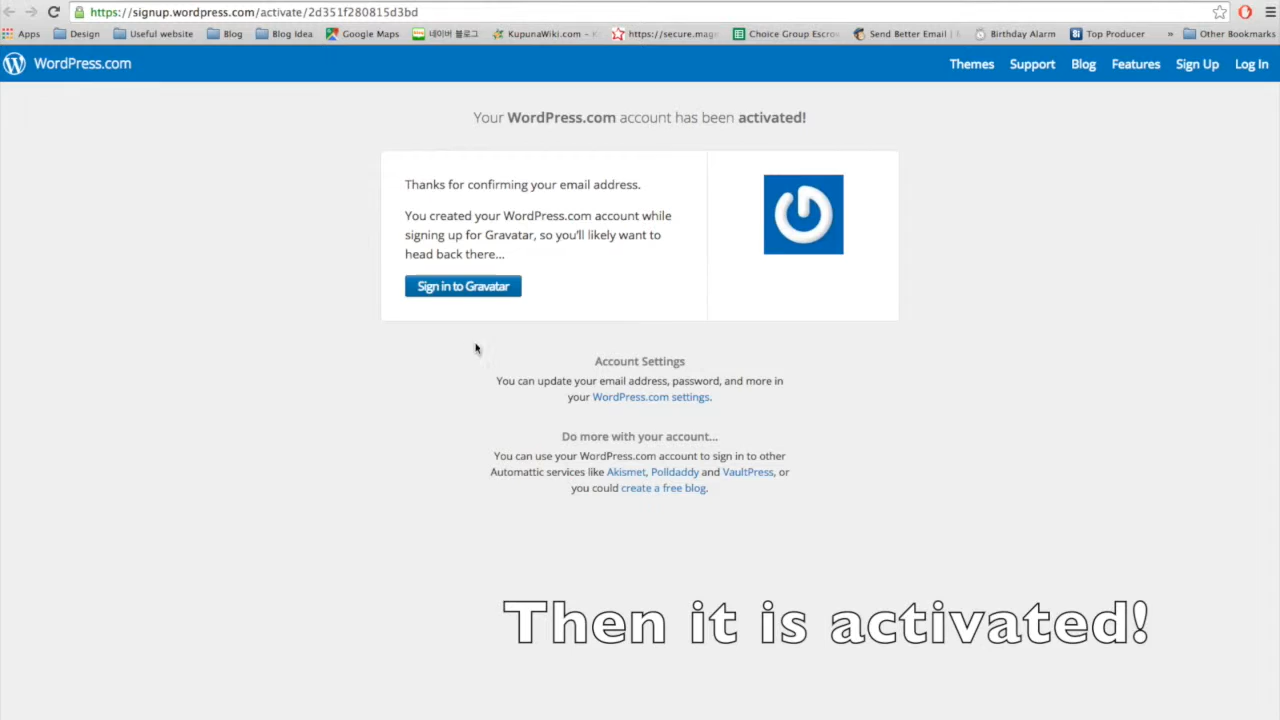 https://signup.wordpress.com/activate/2d351f280815d3bd
Apps Design Useful website Blog Blog Idea Google Maps 네이버 블로그 KupunaWiki.com - https://secure.mag Choice Group Escro Send Better Email | Birthday Alarm Top Producer » Other Bookmarks
WordPress.com Themes Support Blog Features Sign Up Log In
Your WordPress.com account has been activated!
Thanks for confirming your email address.
You created your WordPress.com account while
signing up for Gravatar, so you'll likely want to
head back there...
Sign in to Gravatar
Account Settings
You can update your email address, password, and more in
your WordPress.com settings.
Do more with your account...
You can use your WordPress.com account to sign in to other
Automattic services like Akismet, Polldaddy and VaultPress, or
you could create a free blog.
Then it is activated!